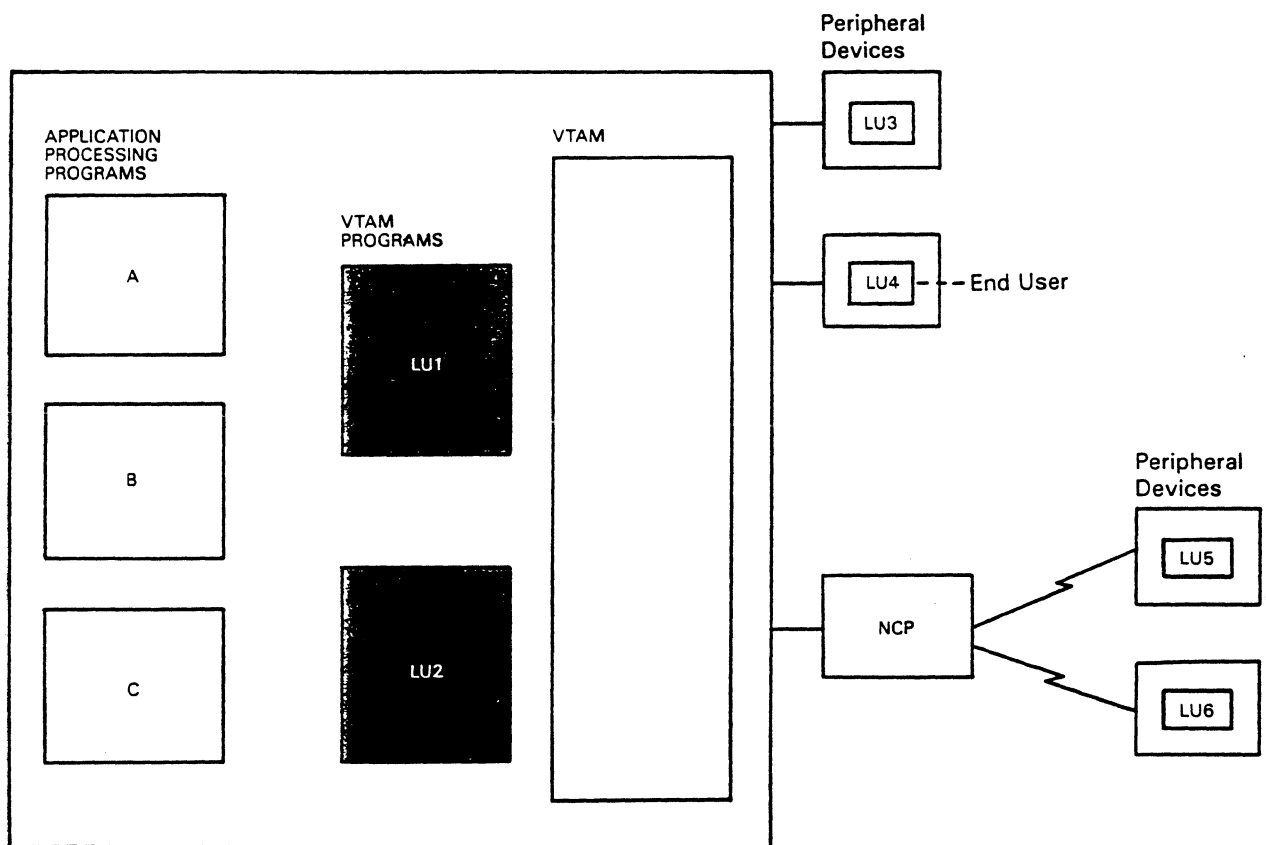 Peripheral
Devices
LU3
APPLICATION
PROCESSING
PROGRAMS
VTAM
A
VTAM
PROGRAMS
LU4
End User
LU1
B
Peripheral
Devices
LU5
NCP
LU2
C
LU6